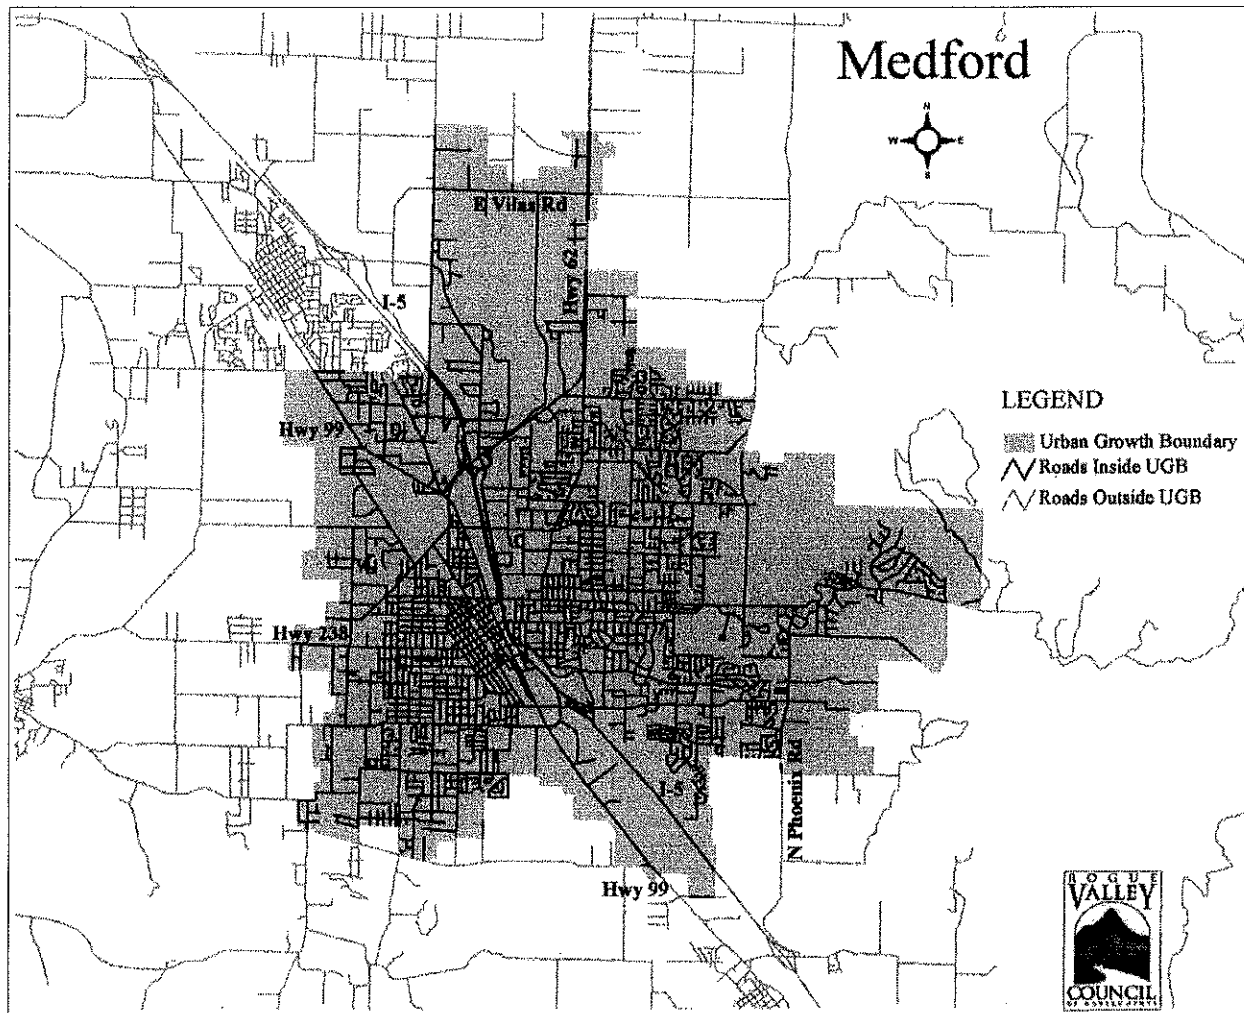 Medford
N
W E
S
E Vilas Rd
Hwy 62
I-5
LEGEND
Urban Growth Boundary
Roads Inside UGB
Roads Outside UGB
Hwy 99
Hwy 238
I-5
N Phoenix Rd
Hwy 99
ROGUE
VALLEY
COUNCIL